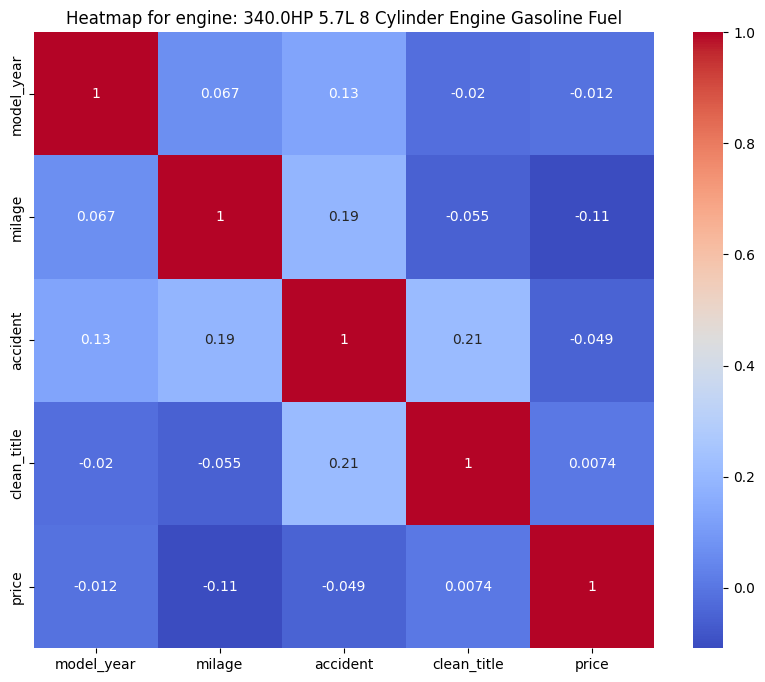 Heatmap for engine: 340.0HP 5.7L 8 Cylinder Engine Gasoline Fuel
model_year 1 0.067 0.13 -0.02 -0.012
milage 0.067 1 0.19 -0.055 -0.11
accident 0.13 0.19 1 0.21 -0.049
clean_title -0.02 -0.055 0.21 1 0.0074
price -0.012 -0.11 -0.049 0.0074 1
model_year milage accident clean_title price
1.0
0.8
0.6
0.4
0.2
0.0